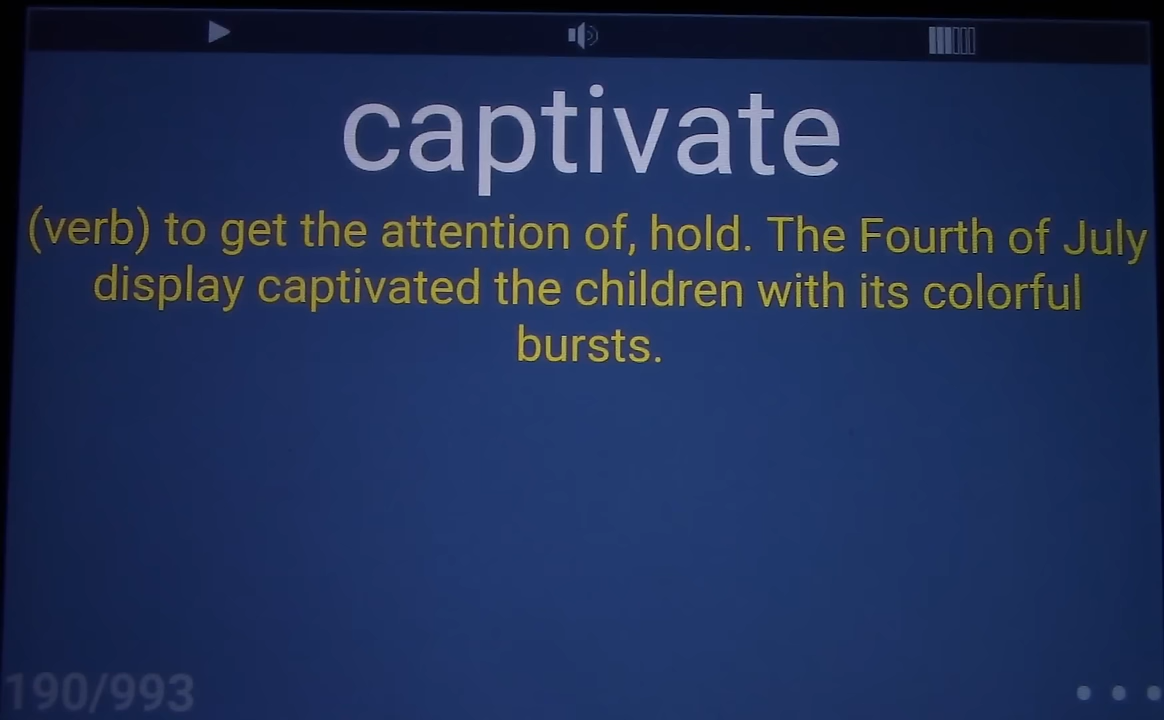 captivate
(verb) to get the attention of, hold. The Fourth of July
display captivated the children with its colorful
bursts.
190/993